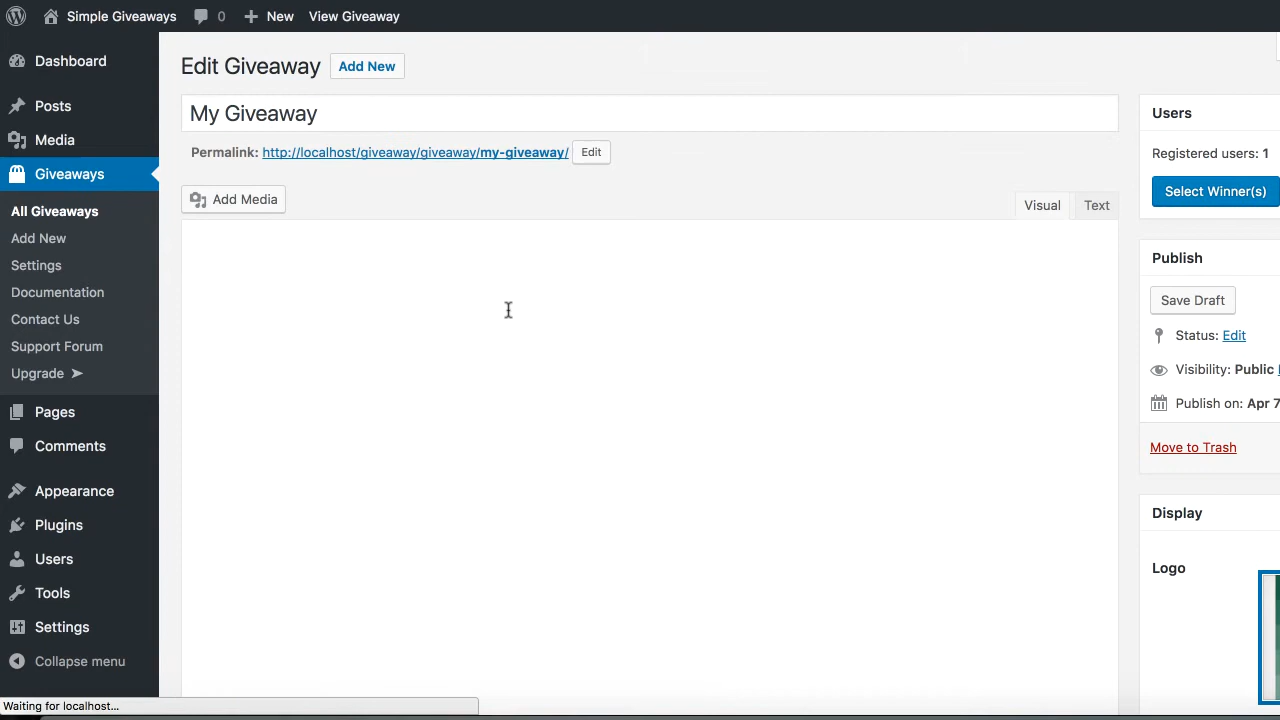 Simple Giveaways 0 New View Giveaway
Dashboard
Posts
Media
Giveaways
All Giveaways
Add New
Settings
Documentation
Contact Us
Support Forum
Upgrade ➤
Pages
Comments
Appearance
Plugins
Users
Tools
Settings
Collapse menu
Edit Giveaway Add New
My Giveaway
Permalink: http://localhost/giveaway/giveaway/my-giveaway/ Edit
Add Media
Visual Text
Users
Registered users: 1
Select Winner(s)
Publish
Save Draft
Status: Edit
Visibility: Public
Publish on: Apr 7
Move to Trash
Display
Logo
Waiting for localhost...